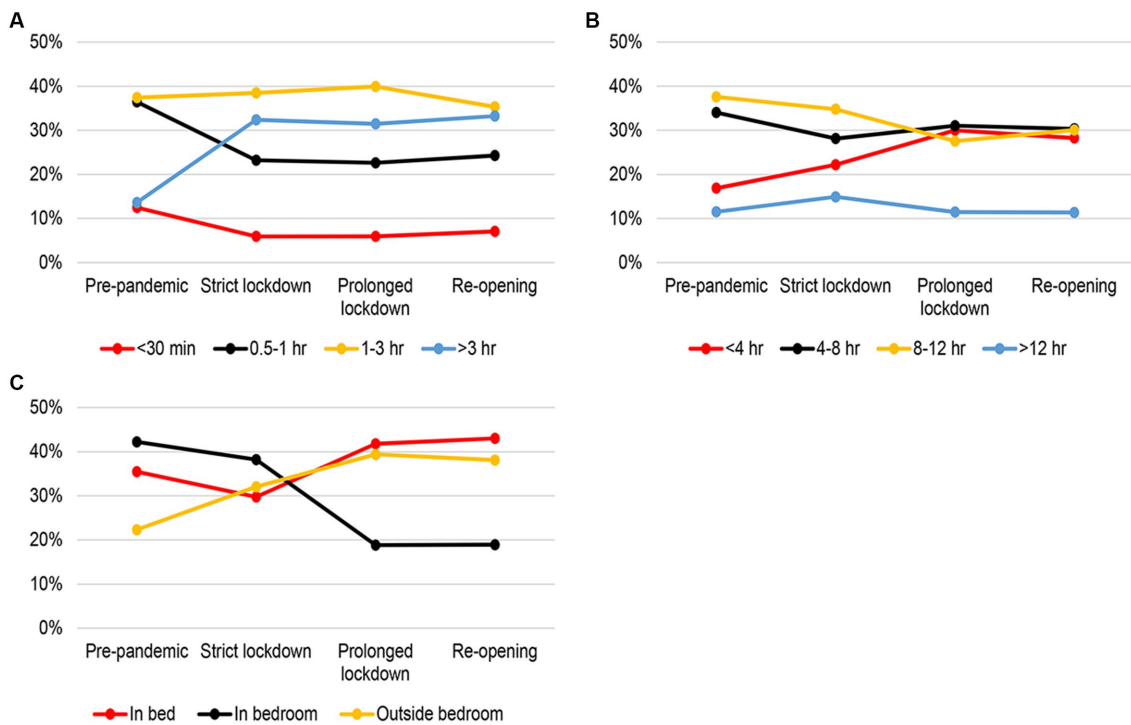 A
50%
40%
30%
20%
10%
0%
Pre-pandemic Strict lockdown Prolonged lockdown Re-opening
<30 min 0.5-1 hr 1-3 hr >3 hr
B
50%
40%
30%
20%
10%
0%
Pre-pandemic Strict lockdown Prolonged lockdown Re-opening
<4 hr 4-8 hr 8-12 hr >12 hr
C
50%
40%
30%
20%
10%
0%
Pre-pandemic Strict lockdown Prolonged lockdown Re-opening
In bed In bedroom Outside bedroom